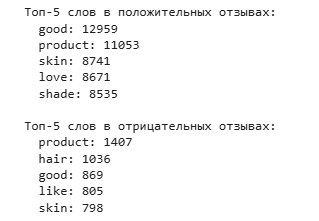 Топ-5 слов в положительных отзывах:
good: 12959
product: 11053
skin: 8741
love: 8671
shade: 8535
Топ-5 слов в отрицательных отзывах:
product: 1407
hair: 1036
good: 869
like: 805
skin: 798